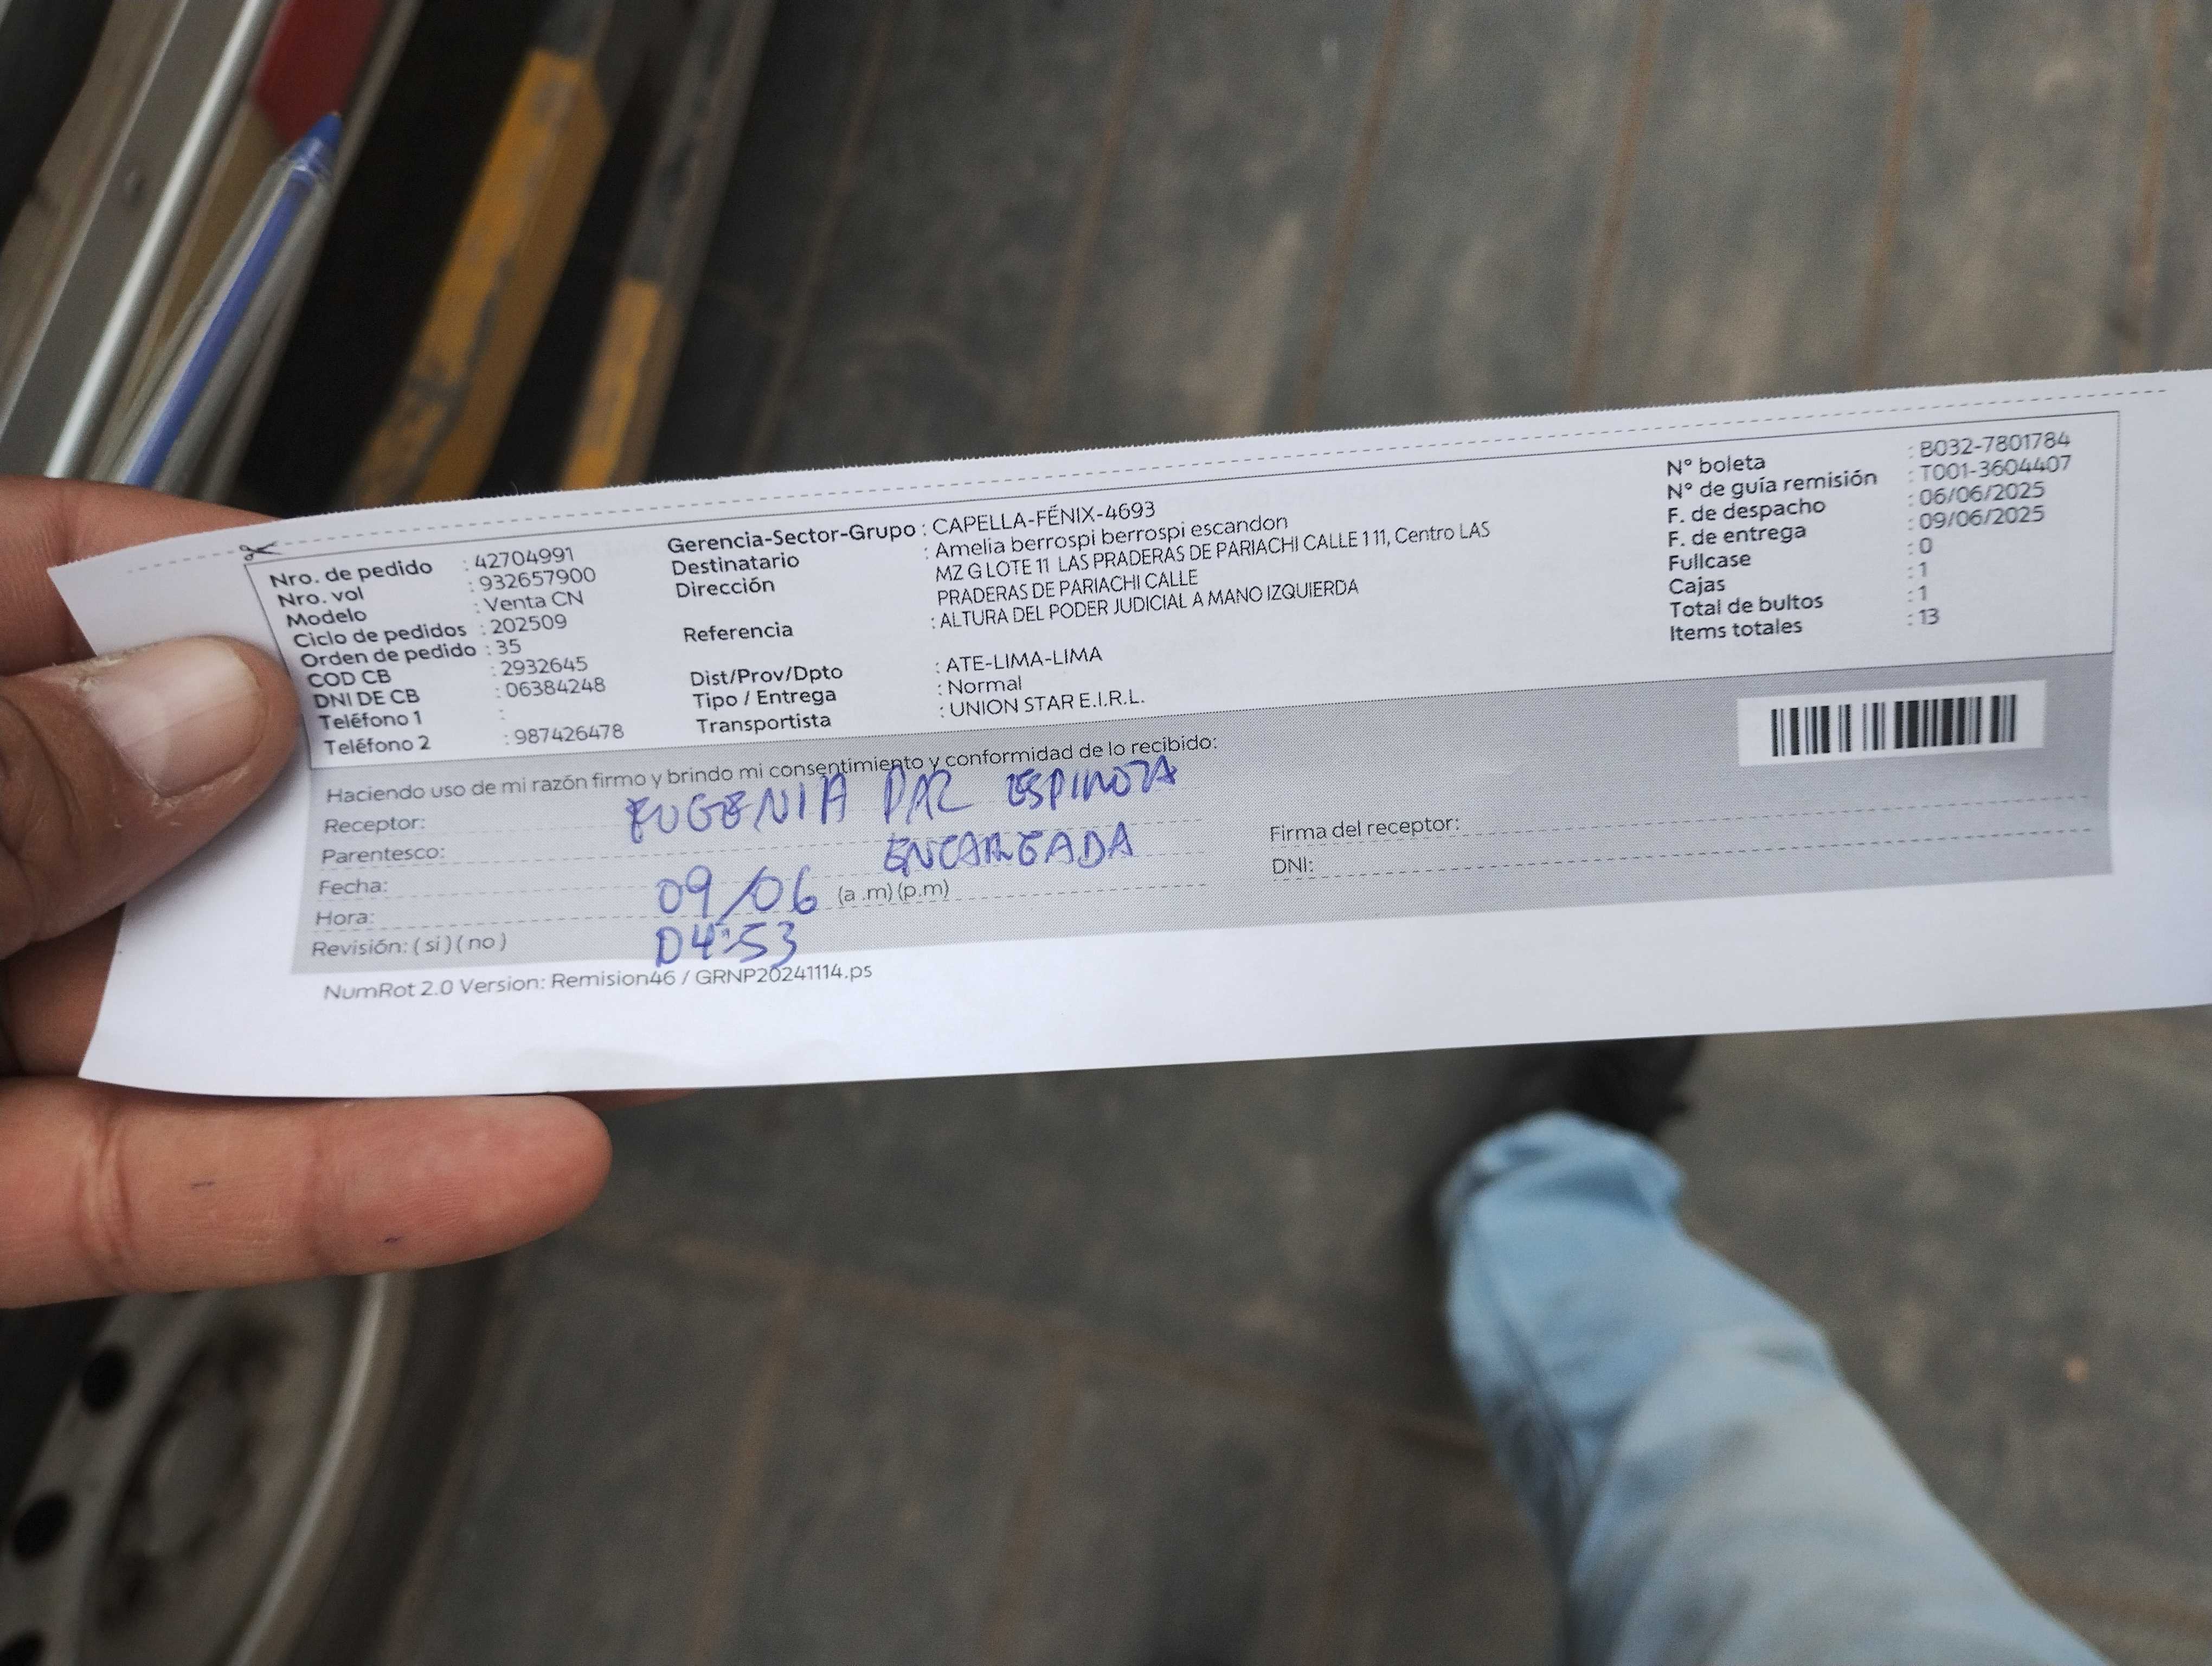 Nro. de pedido : 42704991
Nro. vol : 932657900
Modelo : Venta CN
Ciclo de pedidos : 202509
Orden de pedido : 35
COD CB : 2932645
DNI DE CB : 06384248
Teléfono 1 :
Teléfono 2 : 987426478
Gerencia-Sector-Grupo : CAPELLA-FÉNIX-4693
Destinatario : Amelia berrospi berrospi escandon
Dirección MZ G LOTE 11 LAS PRADERAS DE PARIACHI CALLE 111, Centro LAS
PRADERAS DE PARIACHI CALLE
Referencia : ALTURA DEL PODER JUDICIAL A MANO IZQUIERDA
Dist/Prov/Dpto : ATE-LIMA-LIMA
Tipo / Entrega : Normal
Transportista : UNION STAR E.I.R.L.
N° boleta : B032-7801784
N° de guía remisión : T001-3604407
F. de despacho : 06/06/2025
F. de entrega : 09/06/2025
Fullcase : 0
Cajas : 1
Total de bultos : 1
Items totales : 13
Haciendo uso de mi razón firmo y brindo mi consentimiento y conformidad de lo recibido:
Receptor: EUGENIA PAZ ESPINOZA
Parentesco: ENCARGADA
Fecha: 09/06
Hora: 04:53 (a .m) (p.m)
Revisión: ( si ) ( no )
Firma del receptor:
DNI:
NumRot 2.0 Version: Remision46 / GRNP20241114.ps